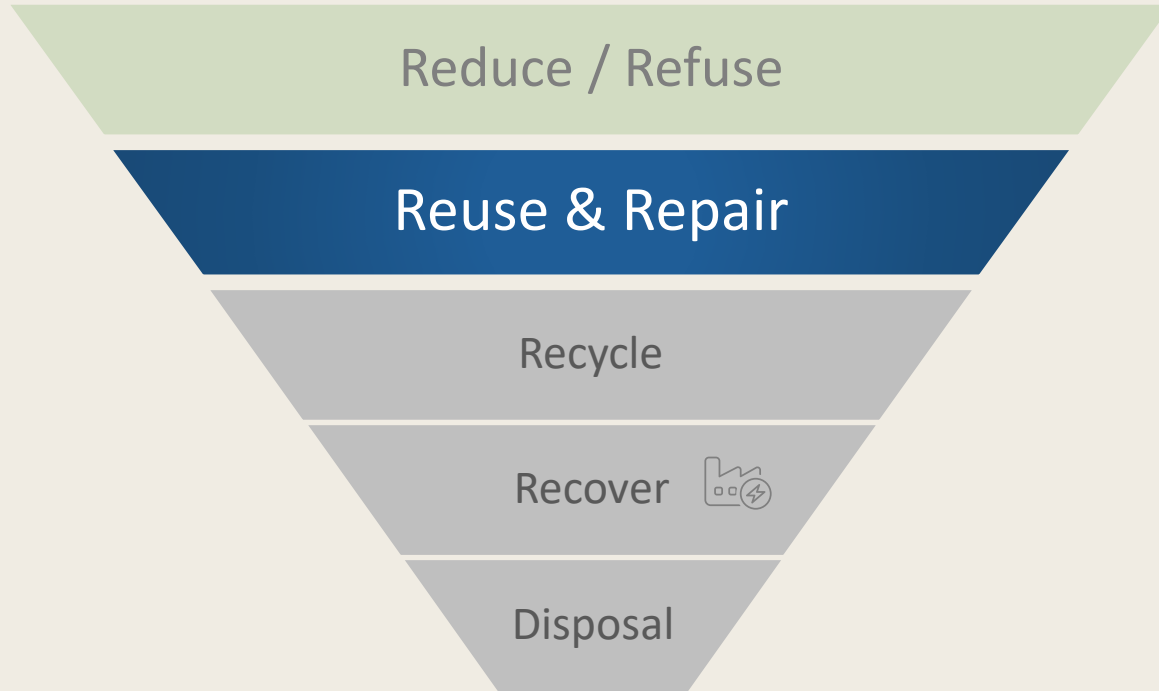 Reduce / Refuse
Reuse & Repair
Recycle
Recover
Disposal